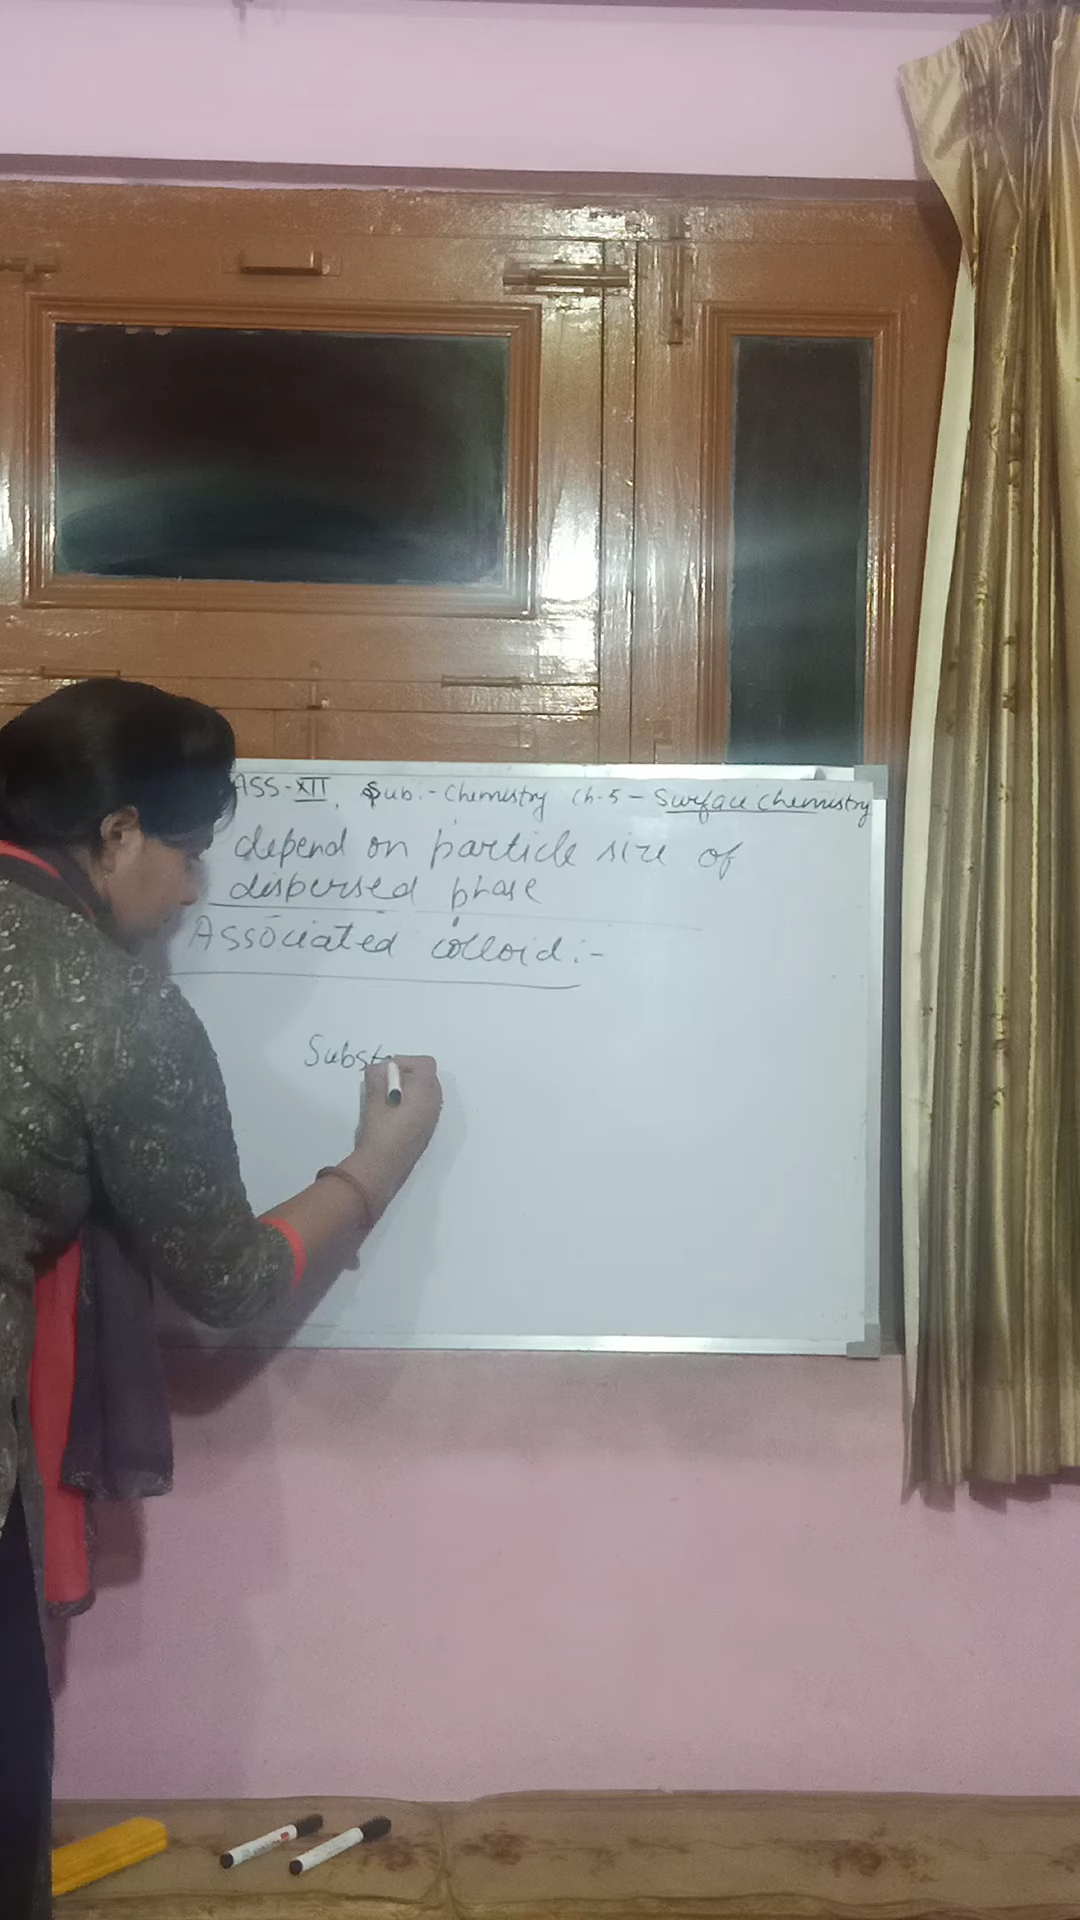 ASS-XII, Sub:- Chemistry Ch-5 - Surface Chemistry
depend on particle size of
dispersed phase
Associated colloid:-
Subst